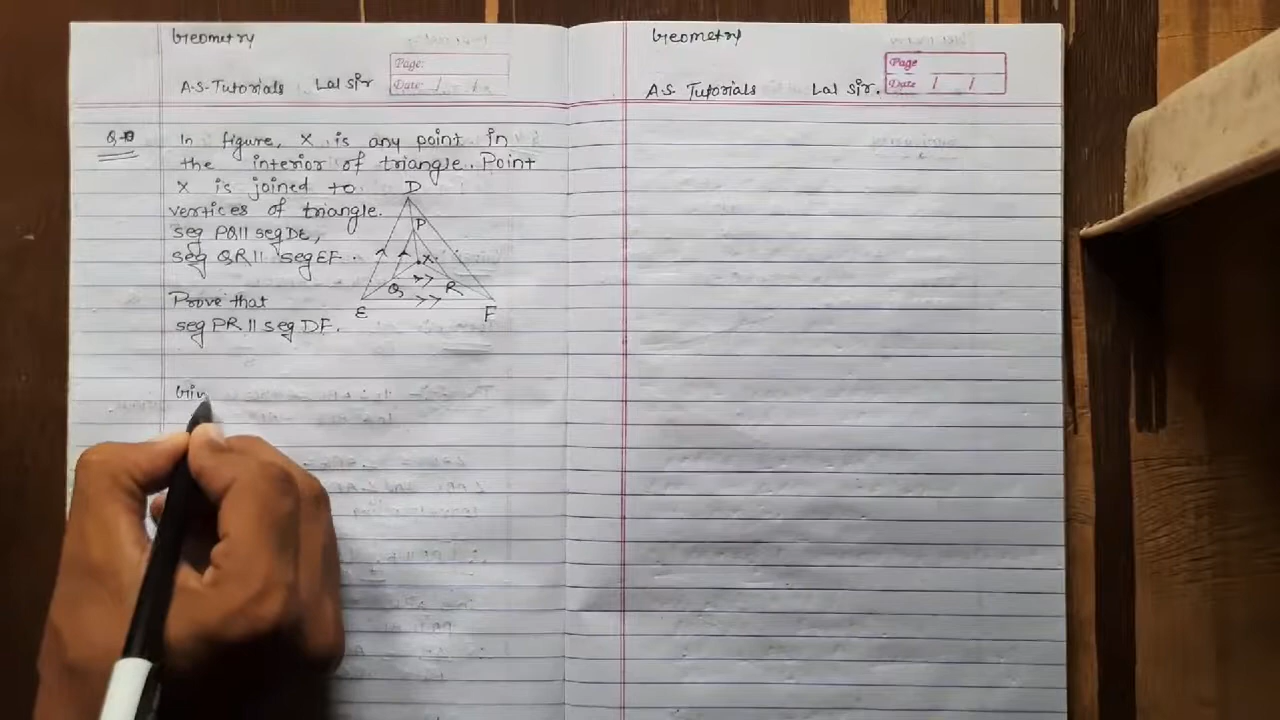 Geometry
Page:
Date: / /
A.S. Tutorials Lal Sir
In figure, X is any point in
the interior of triangle. Point
X is joined to
vertices of triangle.
seg PQ || seg DE,
seg QR || seg EF.
Prove that
seg PR || seg DF.
D
P
X
Q
R
E
F
Giv
Geometry
Page
Date / /
A.S. Tutorials Lal Sir.